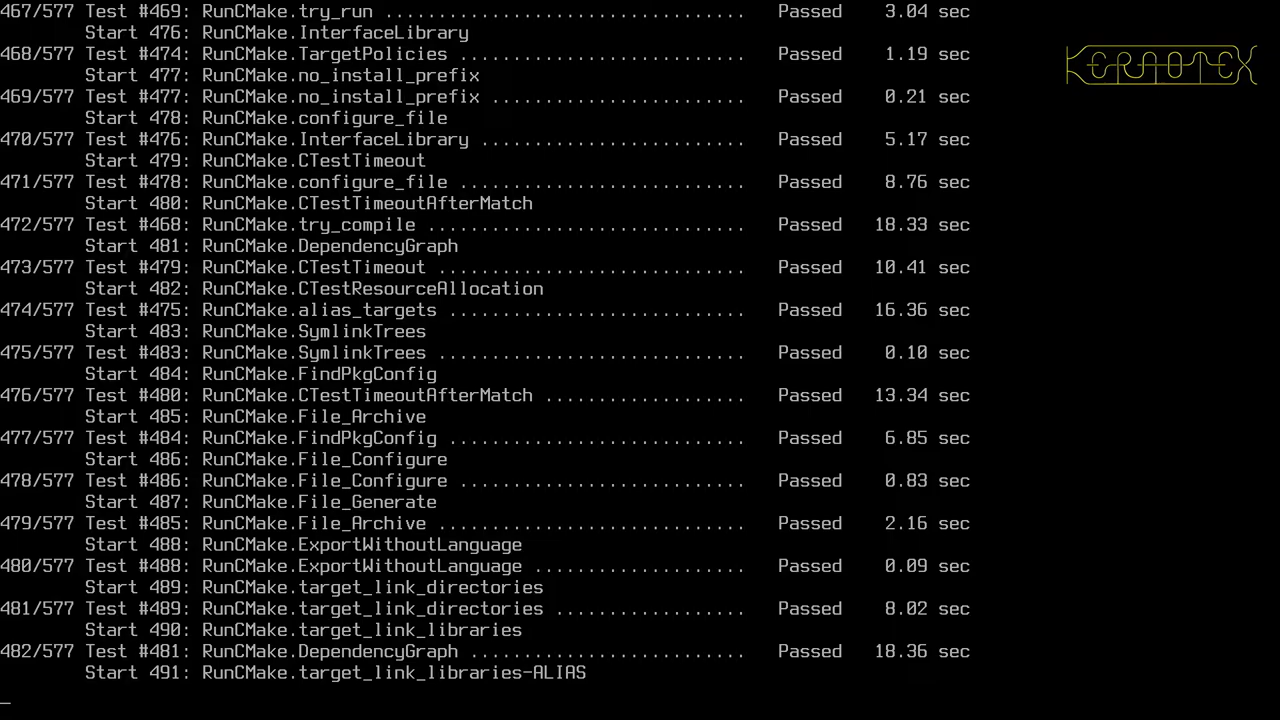 467/577 Test #469: RunCMake.try_run ..................................   Passed    3.04 sec
        Start 476: RunCMake.InterfaceLibrary
468/577 Test #474: RunCMake.TargetPolicies ...........................   Passed    1.19 sec
        Start 477: RunCMake.no_install_prefix
469/577 Test #477: RunCMake.no_install_prefix ........................   Passed    0.21 sec
        Start 478: RunCMake.configure_file
470/577 Test #476: RunCMake.InterfaceLibrary .........................   Passed    5.17 sec
        Start 479: RunCMake.CTestTimeout
471/577 Test #478: RunCMake.configure_file ...........................   Passed    8.76 sec
        Start 480: RunCMake.CTestTimeoutAfterMatch
472/577 Test #468: RunCMake.try_compile ..............................   Passed   18.33 sec
        Start 481: RunCMake.DependencyGraph
473/577 Test #479: RunCMake.CTestTimeout .............................   Passed   10.41 sec
        Start 482: RunCMake.CTestResourceAllocation
474/577 Test #475: RunCMake.alias_targets ............................   Passed   16.36 sec
        Start 483: RunCMake.SymlinkTrees
475/577 Test #483: RunCMake.SymlinkTrees .............................   Passed    0.10 sec
        Start 484: RunCMake.FindPkgConfig
476/577 Test #480: RunCMake.CTestTimeoutAfterMatch ...................   Passed   13.34 sec
        Start 485: RunCMake.File_Archive
477/577 Test #484: RunCMake.FindPkgConfig ............................   Passed    6.85 sec
        Start 486: RunCMake.File_Configure
478/577 Test #486: RunCMake.File_Configure ...........................   Passed    0.83 sec
        Start 487: RunCMake.File_Generate
479/577 Test #485: RunCMake.File_Archive .............................   Passed    2.16 sec
        Start 488: RunCMake.ExportWithoutLanguage
480/577 Test #488: RunCMake.ExportWithoutLanguage ....................   Passed    0.09 sec
        Start 489: RunCMake.target_link_directories
481/577 Test #489: RunCMake.target_link_directories ..................   Passed    8.02 sec
        Start 490: RunCMake.target_link_libraries
482/577 Test #481: RunCMake.DependencyGraph ..........................   Passed   18.36 sec
        Start 491: RunCMake.target_link_libraries-ALIAS
KERNOTEX